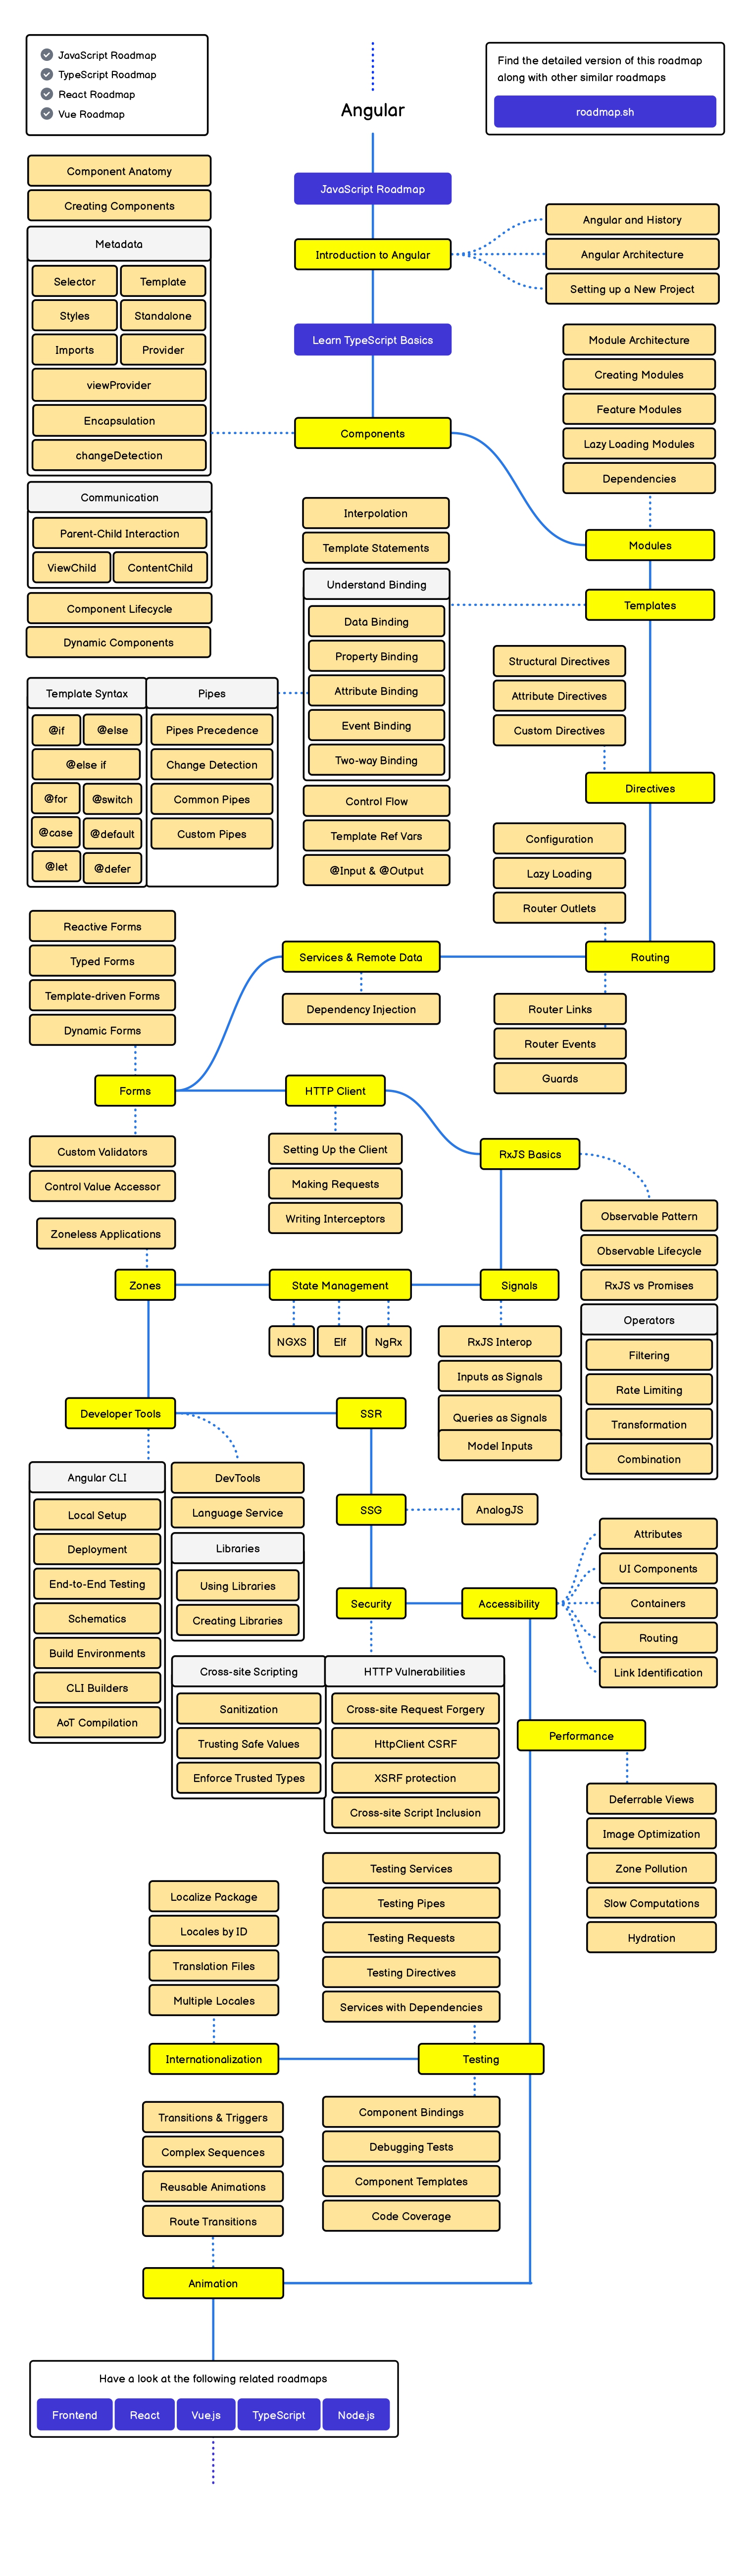 JavaScript Roadmap
TypeScript Roadmap
React Roadmap
Vue Roadmap
Find the detailed version of this roadmap
along with other similar roadmaps
roadmap.sh
Angular
JavaScript Roadmap
Introduction to Angular
Angular and History
Angular Architecture
Setting up a New Project
Learn TypeScript Basics
Components
Component Anatomy
Creating Components
Metadata
Selector
Template
Styles
Standalone
Imports
Provider
viewProvider
Encapsulation
changeDetection
Communication
Parent-Child Interaction
ViewChild
ContentChild
Component Lifecycle
Dynamic Components
Module Architecture
Creating Modules
Feature Modules
Lazy Loading Modules
Dependencies
Modules
Templates
Interpolation
Template Statements
Understand Binding
Data Binding
Property Binding
Attribute Binding
Event Binding
Two-way Binding
Control Flow
Template Ref Vars
@Input & @Output
Template Syntax
@if
@else
@else if
@for
@switch
@case
@default
@let
@defer
Pipes
Pipes Precedence
Change Detection
Common Pipes
Custom Pipes
Structural Directives
Attribute Directives
Custom Directives
Directives
Configuration
Lazy Loading
Router Outlets
Routing
Router Links
Router Events
Guards
Services & Remote Data
Dependency Injection
Reactive Forms
Typed Forms
Template-driven Forms
Dynamic Forms
Forms
Custom Validators
Control Value Accessor
HTTP Client
Setting Up the Client
Making Requests
Writing Interceptors
RxJS Basics
Observable Pattern
Observable Lifecycle
RxJS vs Promises
Operators
Filtering
Rate Limiting
Transformation
Combination
Signals
RxJS Interop
Inputs as Signals
Queries as Signals
Model Inputs
State Management
NGXS
Elf
NgRx
Zoneless Applications
Zones
Developer Tools
Angular CLI
Local Setup
Deployment
End-to-End Testing
Schematics
Build Environments
CLI Builders
AoT Compilation
DevTools
Language Service
Libraries
Using Libraries
Creating Libraries
SSR
SSG
AnalogJS
Security
Cross-site Scripting
Sanitization
Trusting Safe Values
Enforce Trusted Types
HTTP Vulnerabilities
Cross-site Request Forgery
HttpClient CSRF
XSRF protection
Cross-site Script Inclusion
Accessibility
Attributes
UI Components
Containers
Routing
Link Identification
Performance
Deferrable Views
Image Optimization
Zone Pollution
Slow Computations
Hydration
Testing Services
Testing Pipes
Testing Requests
Testing Directives
Services with Dependencies
Testing
Component Bindings
Debugging Tests
Component Templates
Code Coverage
Localize Package
Locales by ID
Translation Files
Multiple Locales
Internationalization
Transitions & Triggers
Complex Sequences
Reusable Animations
Route Transitions
Animation
Have a look at the following related roadmaps
Frontend
React
Vue.js
TypeScript
Node.js